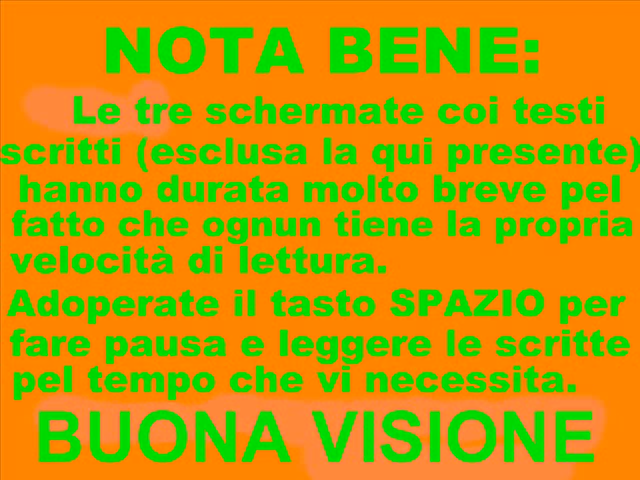 NOTA BENE:
Le tre schermate coi testi
scritti (esclusa la qui presente)
hanno durata molto breve pel
fatto che ognun tiene la propria
velocità di lettura.
Adoperate il tasto SPAZIO per
fare pausa e leggere le scritte
pel tempo che vi necessita.
BUONA VISIONE